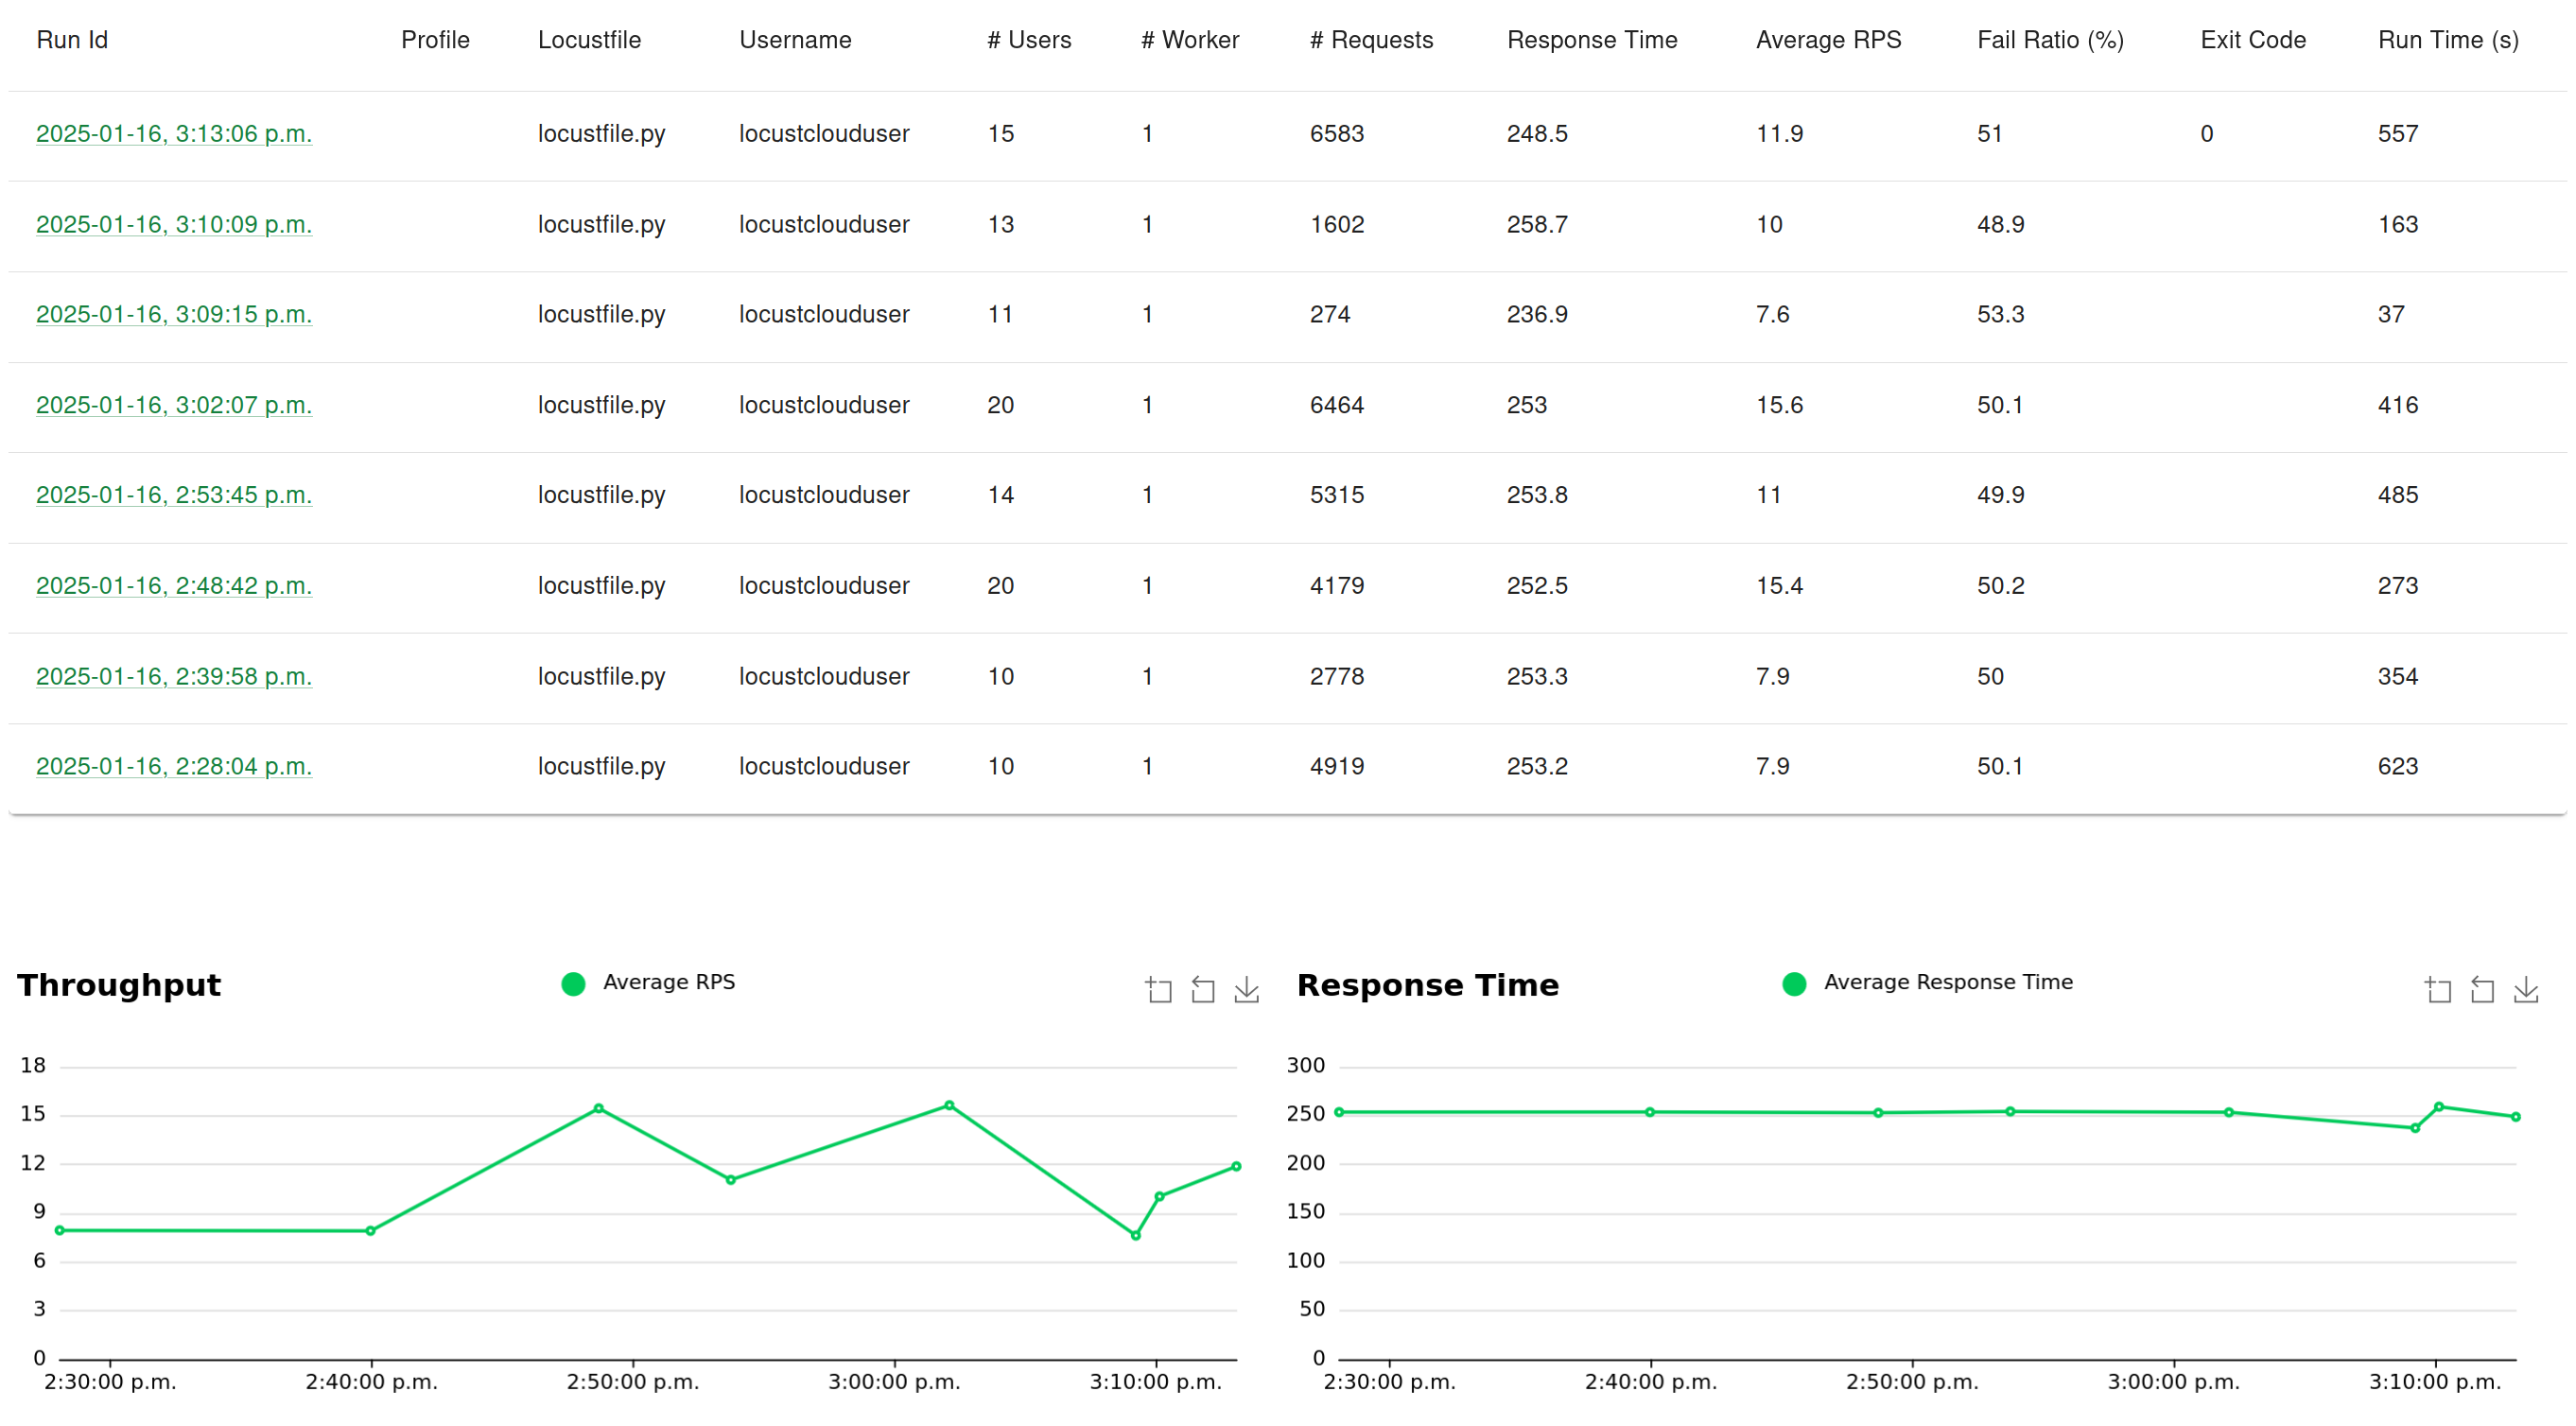 Run Id Profile Locustfile Username # Users # Worker # Requests Response Time Average RPS Fail Ratio (%) Exit Code Run Time (s)
2025-01-16, 3:13:06 p.m. locustfile.py locustclouduser 15 1 6583 248.5 11.9 51 0 557
2025-01-16, 3:10:09 p.m. locustfile.py locustclouduser 13 1 1602 258.7 10 48.9 163
2025-01-16, 3:09:15 p.m. locustfile.py locustclouduser 11 1 274 236.9 7.6 53.3 37
2025-01-16, 3:02:07 p.m. locustfile.py locustclouduser 20 1 6464 253 15.6 50.1 416
2025-01-16, 2:53:45 p.m. locustfile.py locustclouduser 14 1 5315 253.8 11 49.9 485
2025-01-16, 2:48:42 p.m. locustfile.py locustclouduser 20 1 4179 252.5 15.4 50.2 273
2025-01-16, 2:39:58 p.m. locustfile.py locustclouduser 10 1 2778 253.3 7.9 50 354
2025-01-16, 2:28:04 p.m. locustfile.py locustclouduser 10 1 4919 253.2 7.9 50.1 623
Throughput
Average RPS
18
15
12
9
6
3
0
2:30:00 p.m. 2:40:00 p.m. 2:50:00 p.m. 3:00:00 p.m. 3:10:00 p.m.
Response Time
Average Response Time
300
250
200
150
100
50
0
2:30:00 p.m. 2:40:00 p.m. 2:50:00 p.m. 3:00:00 p.m. 3:10:00 p.m.